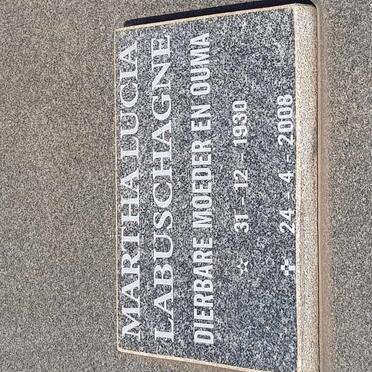 MARTHA LUCIA
LABUSCHAGNE
DIERBARE MOEDER EN OUMA
☆ 31 - 12 - 1930
✝ 24 - 4 - 2008